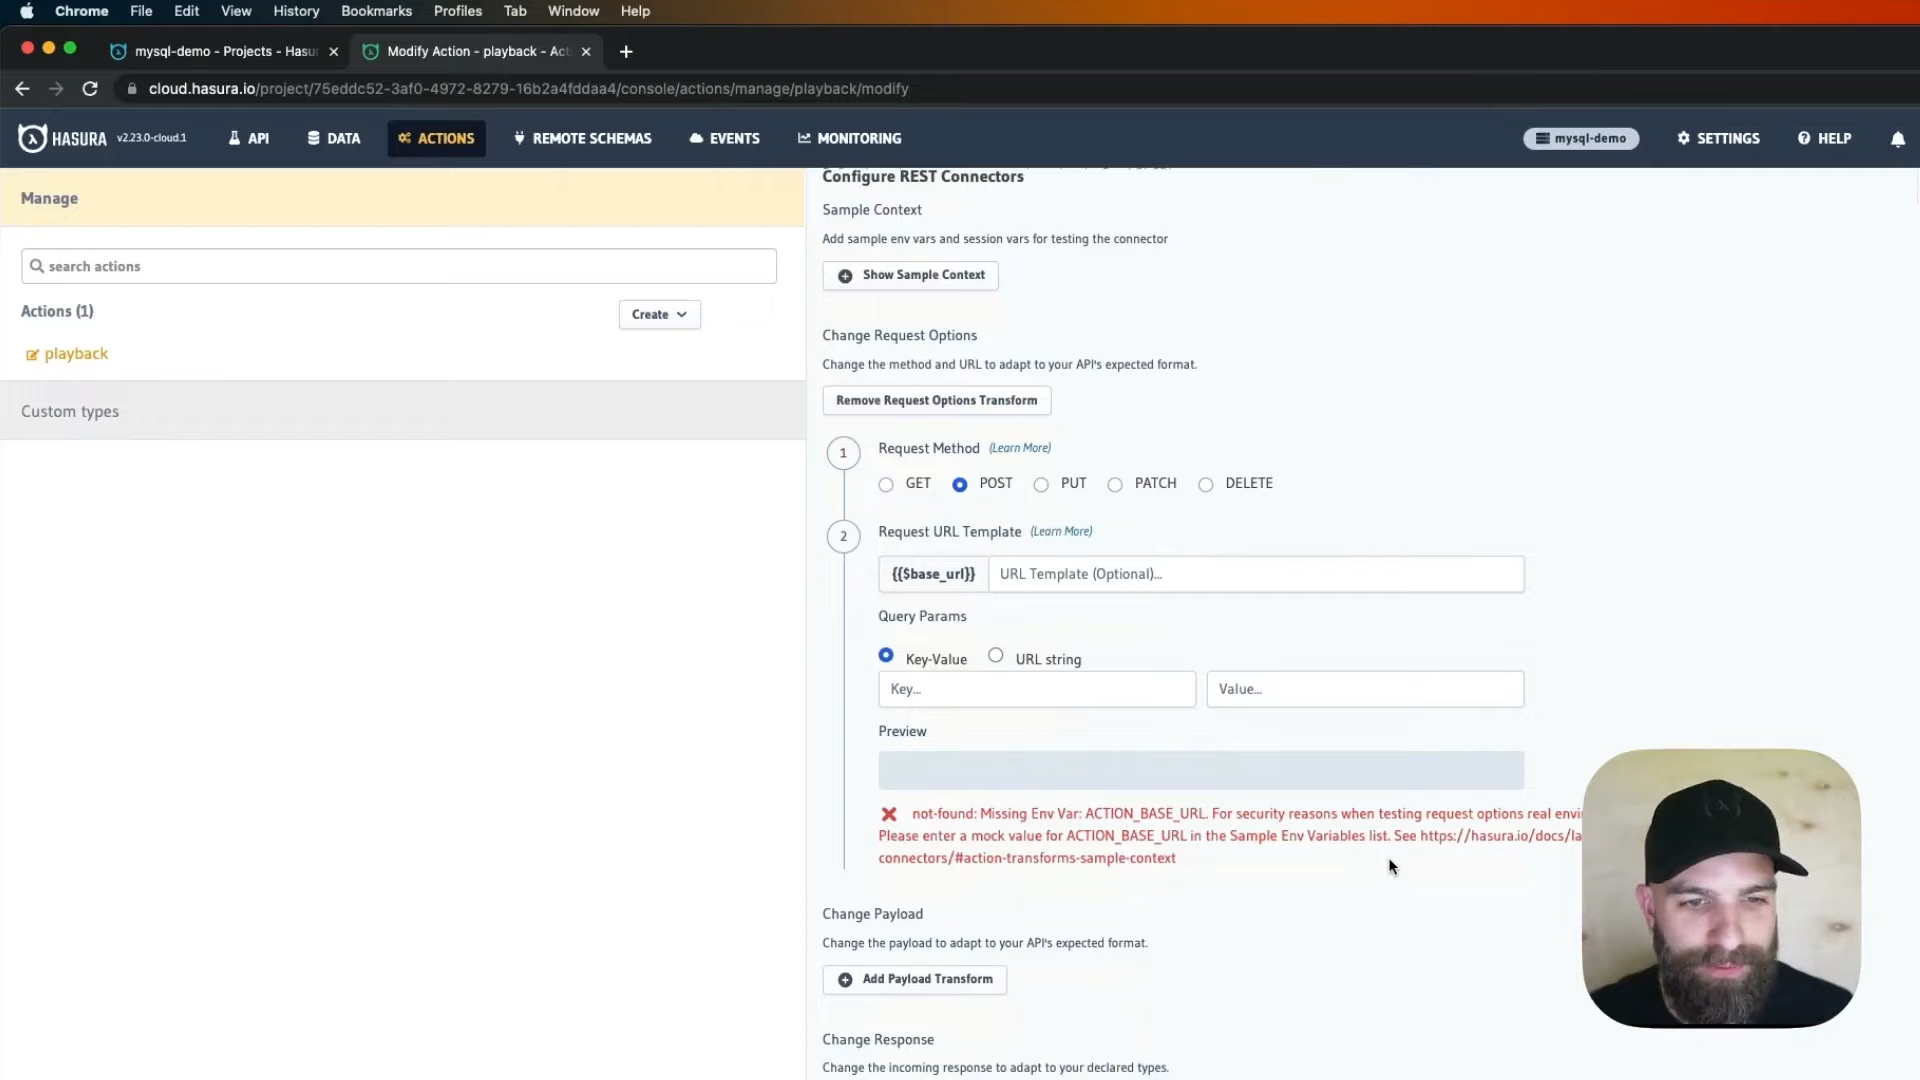 Chrome File Edit View History Bookmarks Profiles Tab Window Help
mysql-demo - Projects - Hasu
Modify Action - playback - Act
cloud.hasura.io/project/75eddc52-3af0-4972-8279-16b2a4fddaa4/console/actions/manage/playback/modify
HASURA v2.23.0-cloud.1 API DATA ACTIONS REMOTE SCHEMAS EVENTS MONITORING mysql-demo SETTINGS HELP
Manage
search actions
Actions (1)
Create
playback
Custom types
Configure REST Connectors
Sample Context
Add sample env vars and session vars for testing the connector
Show Sample Context
Change Request Options
Change the method and URL to adapt to your API's expected format.
Remove Request Options Transform
1 Request Method (Learn More)
GET POST PUT PATCH DELETE
2 Request URL Template (Learn More)
{{$base_url}} URL Template (Optional)...
Query Params
Key-Value URL string
Key... Value...
Preview
not-found: Missing Env Var: ACTION_BASE_URL. For security reasons when testing request options real envi
Please enter a mock value for ACTION_BASE_URL in the Sample Env Variables list. See https://hasura.io/docs/la
connectors/#action-transforms-sample-context
Change Payload
Change the payload to adapt to your API's expected format.
Add Payload Transform
Change Response
Change the incoming response to adapt to your declared types.